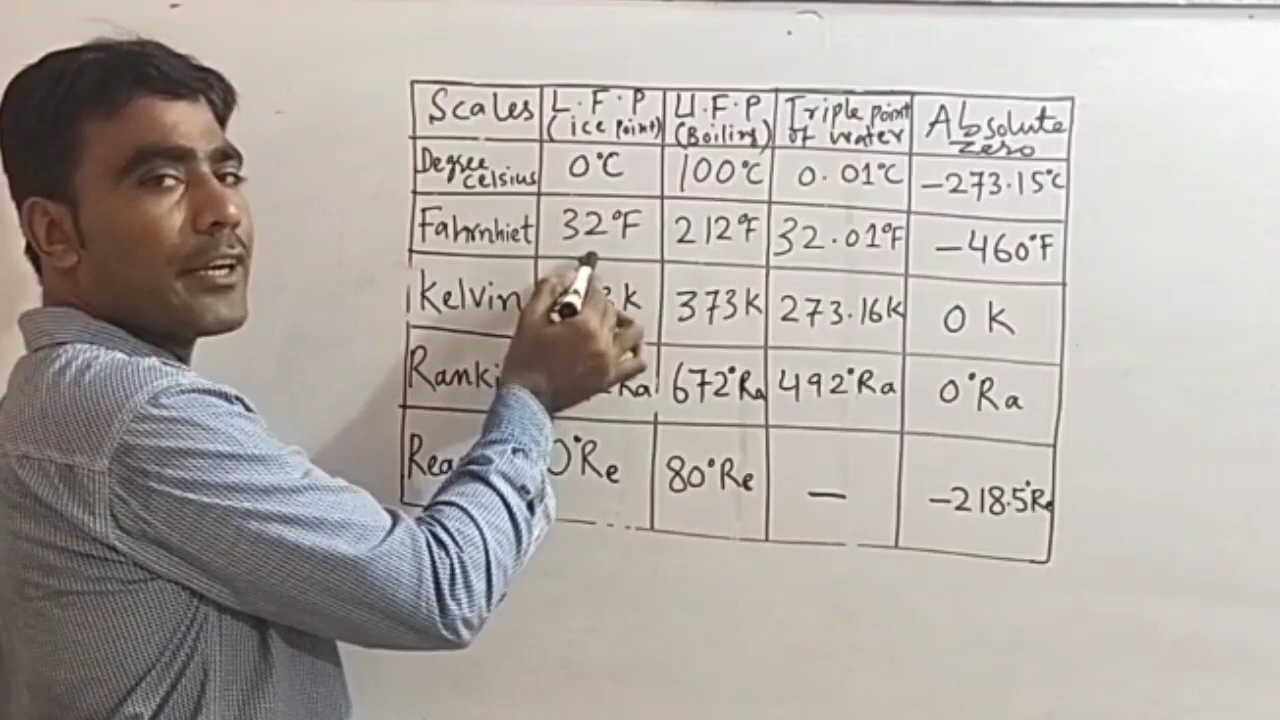 Scales L.F.P U.F.P Triple point Absolute
(ice point) (Boiling) of water zero
Degree celsius 0°C 100°C 0.01°C -273.15°C
Fahrnhiet 32°F 212°F 32.01°F -460°F
Kelvin K 373K 273.16K 0 K
Ra 672°Ra 492°Ra 0°Ra
0°Re 80°Re — -218.5°Re